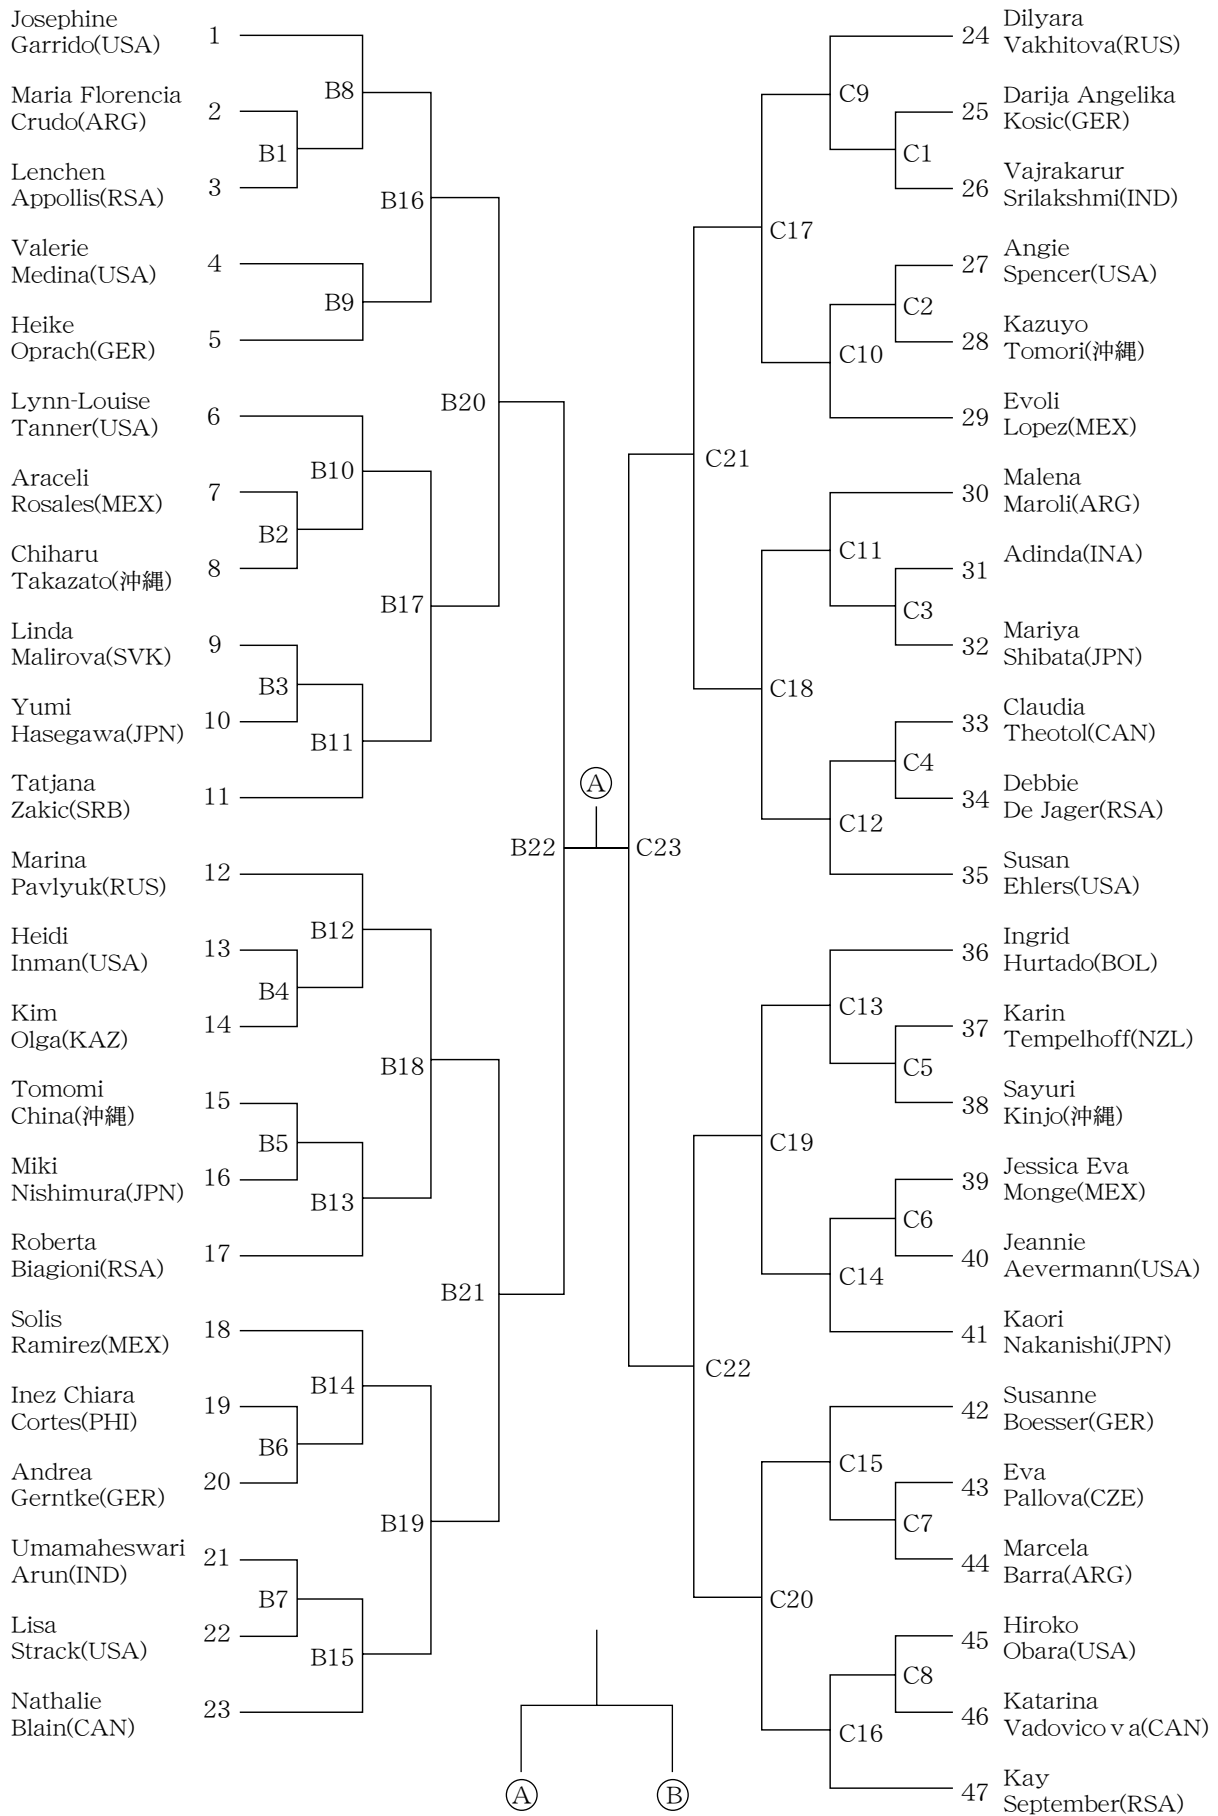 Josephine
Garrido(USA)
1
Maria Florencia
Crudo(ARG)
2
Lenchen
Appollis(RSA)
3
Valerie
Medina(USA)
4
Heike
Oprach(GER)
5
Lynn-Louise
Tanner(USA)
6
Araceli
Rosales(MEX)
7
Chiharu
Takazato(沖縄)
8
Linda
Malirova(SVK)
9
Yumi
Hasegawa(JPN)
10
Tatjana
Zakic(SRB)
11
Marina
Pavlyuk(RUS)
12
Heidi
Inman(USA)
13
Kim
Olga(KAZ)
14
Tomomi
China(沖縄)
15
Miki
Nishimura(JPN)
16
Roberta
Biagioni(RSA)
17
Solis
Ramirez(MEX)
18
Inez Chiara
Cortes(PHI)
19
Andrea
Gerntke(GER)
20
Umamaheswari
Arun(IND)
21
Lisa
Strack(USA)
22
Nathalie
Blain(CAN)
23
B1
B2
B3
B4
B5
B6
B7
B8
B9
B10
B11
B12
B13
B14
B15
B16
B17
B18
B19
B20
B21
B22
Ⓐ
C23
C22
C21
C20
C19
C18
C17
C16
C15
C14
C13
C12
C11
C10
C9
C8
C7
C6
C5
C4
C3
C2
C1
24
Dilyara
Vakhitova(RUS)
25
Darija Angelika
Kosic(GER)
26
Vajrakarur
Srilakshmi(IND)
27
Angie
Spencer(USA)
28
Kazuyo
Tomori(沖縄)
29
Evoli
Lopez(MEX)
30
Malena
Maroli(ARG)
31
Adinda(INA)
32
Mariya
Shibata(JPN)
33
Claudia
Theotol(CAN)
34
Debbie
De Jager(RSA)
35
Susan
Ehlers(USA)
36
Ingrid
Hurtado(BOL)
37
Karin
Tempelhoff(NZL)
38
Sayuri
Kinjo(沖縄)
39
Jessica Eva
Monge(MEX)
40
Jeannie
Aevermann(USA)
41
Kaori
Nakanishi(JPN)
42
Susanne
Boesser(GER)
43
Eva
Pallova(CZE)
44
Marcela
Barra(ARG)
45
Hiroko
Obara(USA)
46
Katarina
Vadovico v a(CAN)
47
Kay
September(RSA)
Ⓐ
Ⓑ